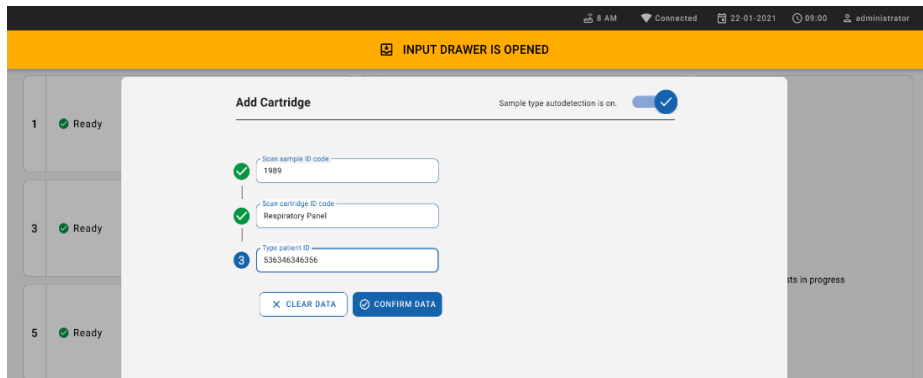 8 AM Connected 22-01-2021 09:00 administrator
INPUT DRAWER IS OPENED
Add Cartridge
Sample type autodetection is on.
1 Ready
Scan sample ID code
1989
Scan cartridge ID code
Respiratory Panel
3 Ready
Type patient ID
3 536346346356
sts in progress
CLEAR DATA CONFIRM DATA
5 Ready